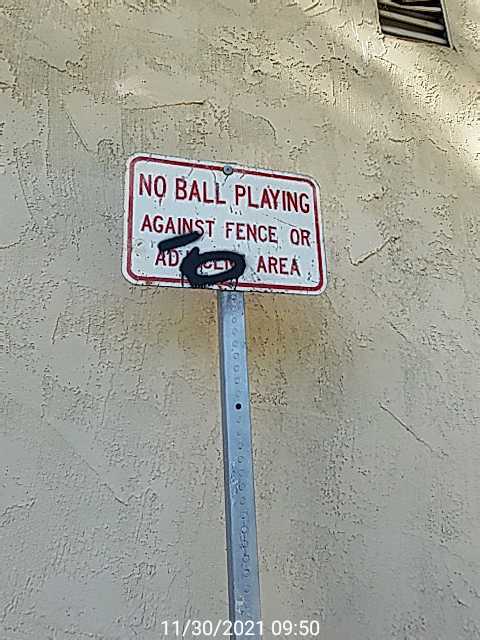 NO BALL PLAYING
AGAINST FENCE OR
AREA
11/30/2021 09:50